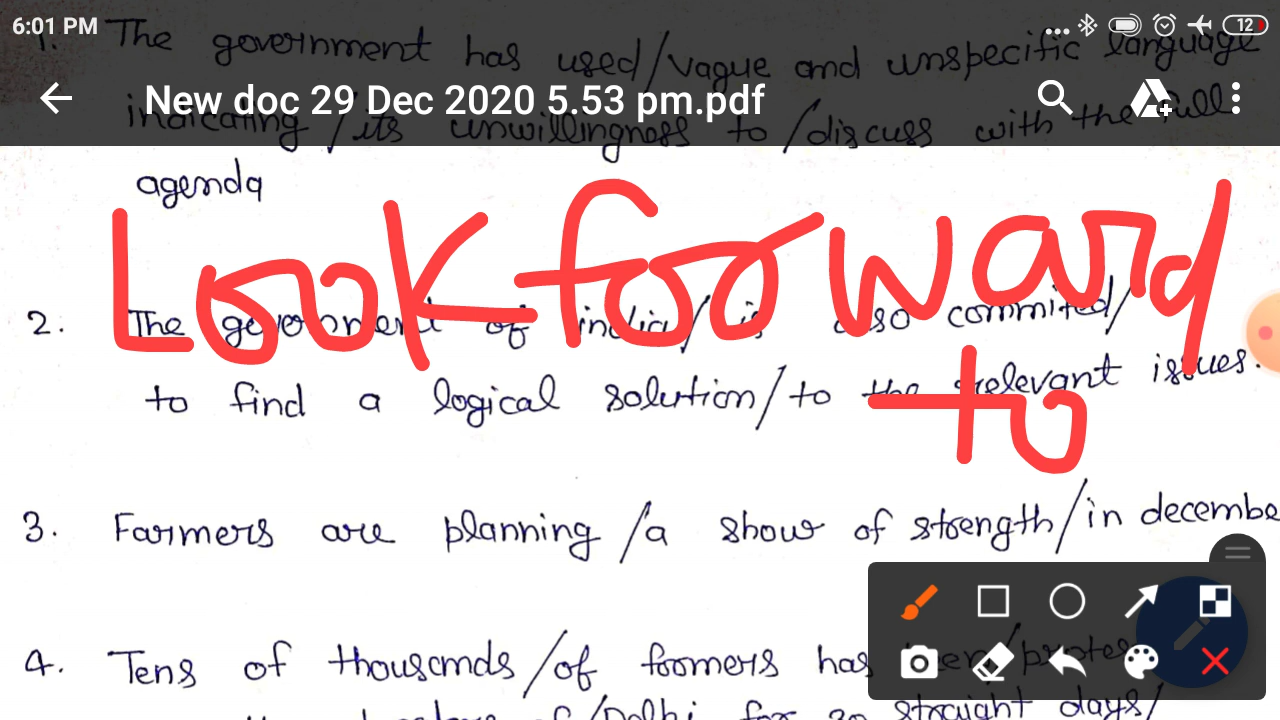 6:01 PM
12
1. The government has used/vague and unspecific language
New doc 29 Dec 2020 5.53 pm.pdf
indicating /its unwillingness to /discuss with the full
agenda
Look forward
2. The government of india/ is also commited/
to find a logical solution/to the relevant issues.
to
3. Farmers are planning /a show of strength/in decembe
4. Tens of thousands /of farmers has
of/Delhi for 30 straight days/